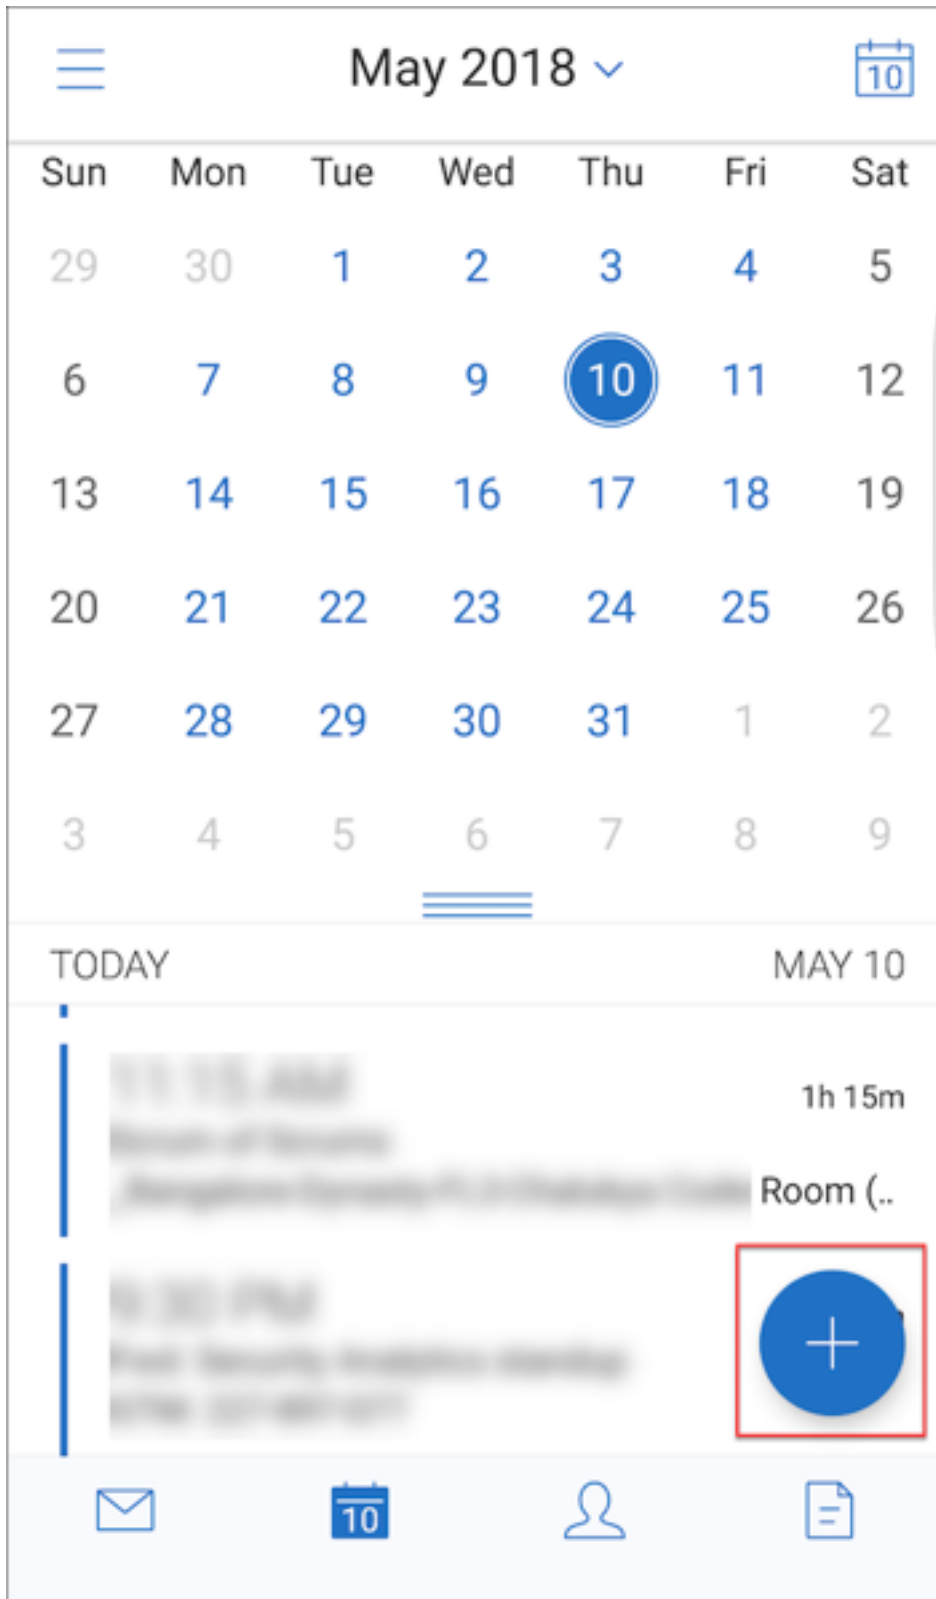 May 2018
10
Sun Mon Tue Wed Thu Fri Sat
29 30 1 2 3 4 5
6 7 8 9 10 11 12
13 14 15 16 17 18 19
20 21 22 23 24 25 26
27 28 29 30 31 1 2
3 4 5 6 7 8 9
TODAY MAY 10
1h 15m
Room (..
10